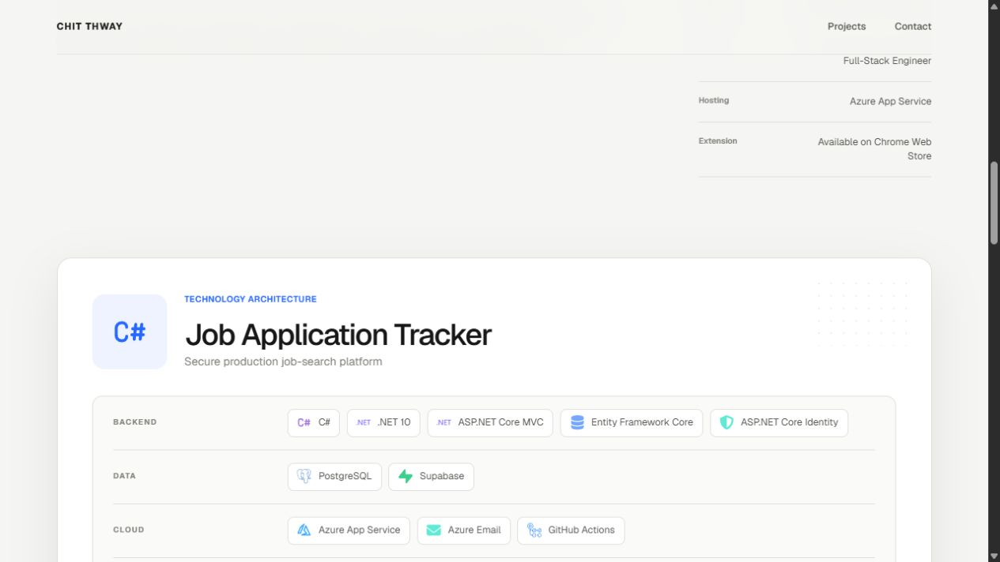 CHIT THWAY
Projects
Contact
Full-Stack Engineer
Hosting
Azure App Service
Extension
Available on Chrome Web
Store
C#
TECHNOLOGY ARCHITECTURE
Job Application Tracker
Secure production job-search platform
BACKEND
C# C#
.NET .NET 10
.NET ASP.NET Core MVC
Entity Framework Core
ASP.NET Core Identity
DATA
PostgreSQL
Supabase
CLOUD
Azure App Service
Azure Email
GitHub Actions